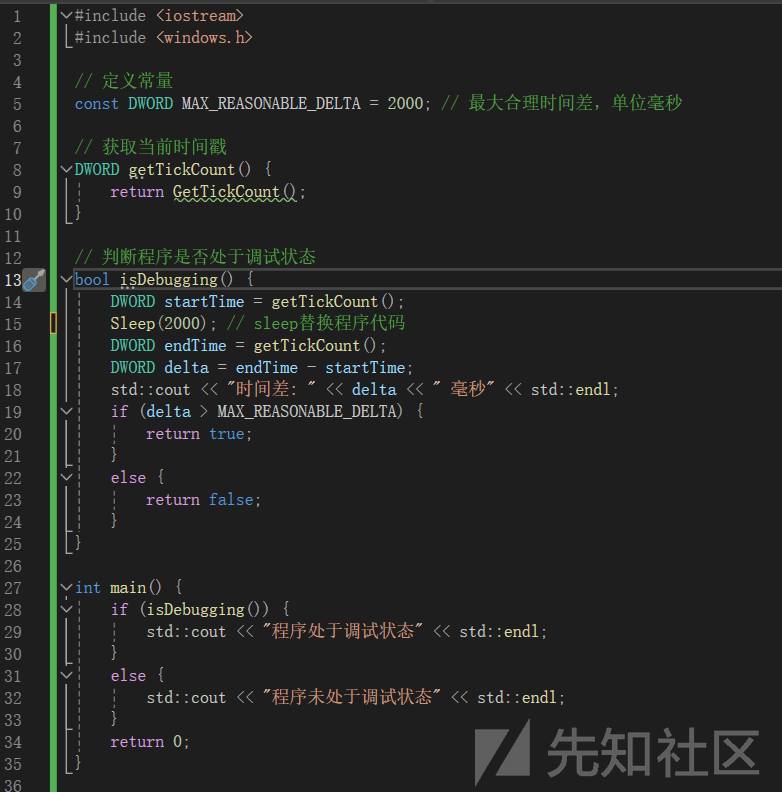 1 #include <iostream>
2 #include <windows.h>
3
4 // 定义常量
5 const DWORD MAX_REASONABLE_DELTA = 2000; // 最大合理时间差，单位毫秒
6
7 // 获取当前时间戳
8 DWORD getTickCount() {
9     return GetTickCount();
10 }
11
12 // 判断程序是否处于调试状态
13 bool isDebugging() {
14     DWORD startTime = getTickCount();
15     Sleep(2000); // sleep替换程序代码
16     DWORD endTime = getTickCount();
17     DWORD delta = endTime - startTime;
18     std::cout << "时间差: " << delta << " 毫秒" << std::endl;
19     if (delta > MAX_REASONABLE_DELTA) {
20         return true;
21     }
22     else {
23         return false;
24     }
25 }
26
27 int main() {
28     if (isDebugging()) {
29         std::cout << "程序处于调试状态" << std::endl;
30     }
31     else {
32         std::cout << "程序未处于调试状态" << std::endl;
33     }
34     return 0;
35 }
36
先知社区